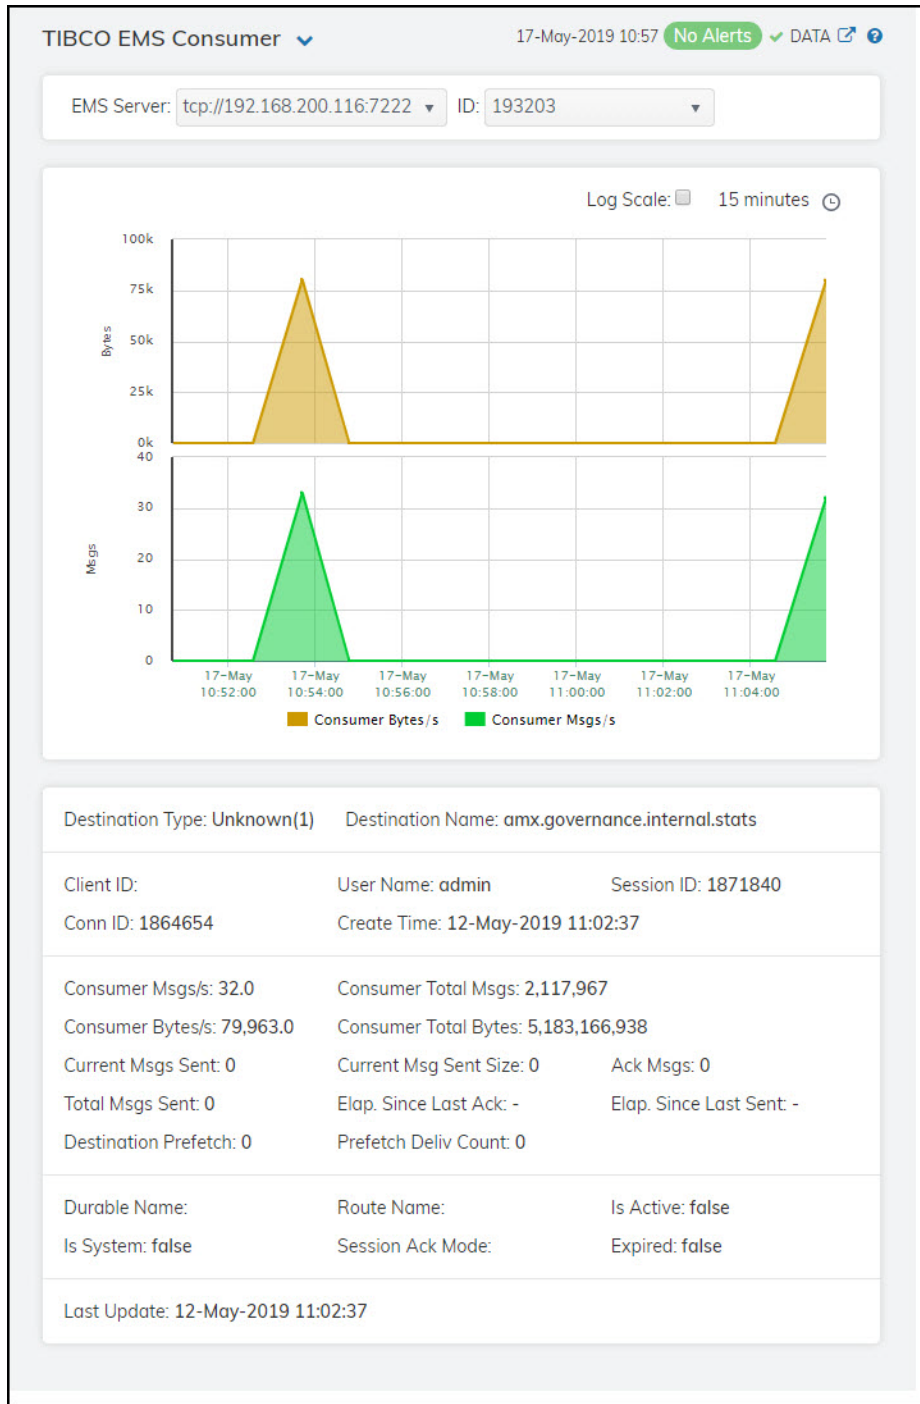 TIBCO EMS Consumer 17-May-2019 10:57 No Alerts DATA
EMS Server: tcp://192.168.200.116:7222 ID: 193203
Log Scale: 15 minutes
100k
75k
50k
25k
0k
Bytes
40
30
20
10
0
Msgs
17-May 17-May 17-May 17-May 17-May 17-May 17-May
10:52:00 10:54:00 10:56:00 10:58:00 11:00:00 11:02:00 11:04:00
Consumer Bytes/s Consumer Msgs/s
Destination Type: Unknown(1) Destination Name: amx.governance.internal.stats
Client ID: User Name: admin Session ID: 1871840
Conn ID: 1864654 Create Time: 12-May-2019 11:02:37
Consumer Msgs/s: 32.0 Consumer Total Msgs: 2,117,967
Consumer Bytes/s: 79,963.0 Consumer Total Bytes: 5,183,166,938
Current Msgs Sent: 0 Current Msg Sent Size: 0 Ack Msgs: 0
Total Msgs Sent: 0 Elap. Since Last Ack: - Elap. Since Last Sent: -
Destination Prefetch: 0 Prefetch Deliv Count: 0
Durable Name: Route Name: Is Active: false
Is System: false Session Ack Mode: Expired: false
Last Update: 12-May-2019 11:02:37